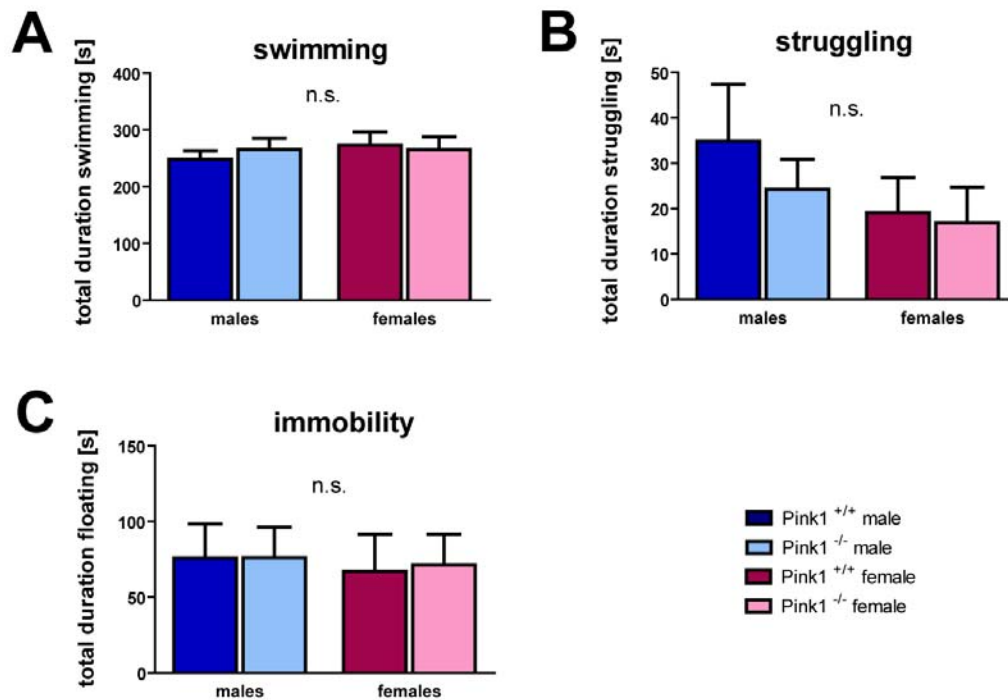 A
swimming
total duration swimming [s]
400
300
200
100
0
n.s.
males
females
B
struggling
total duration struggling [s]
50
40
30
20
10
0
n.s.
males
females
C
immobility
total duration floating [s]
150
100
50
0
n.s.
males
females
Pink1 +/+ male
Pink1 -/- male
Pink1 +/+ female
Pink1 -/- female